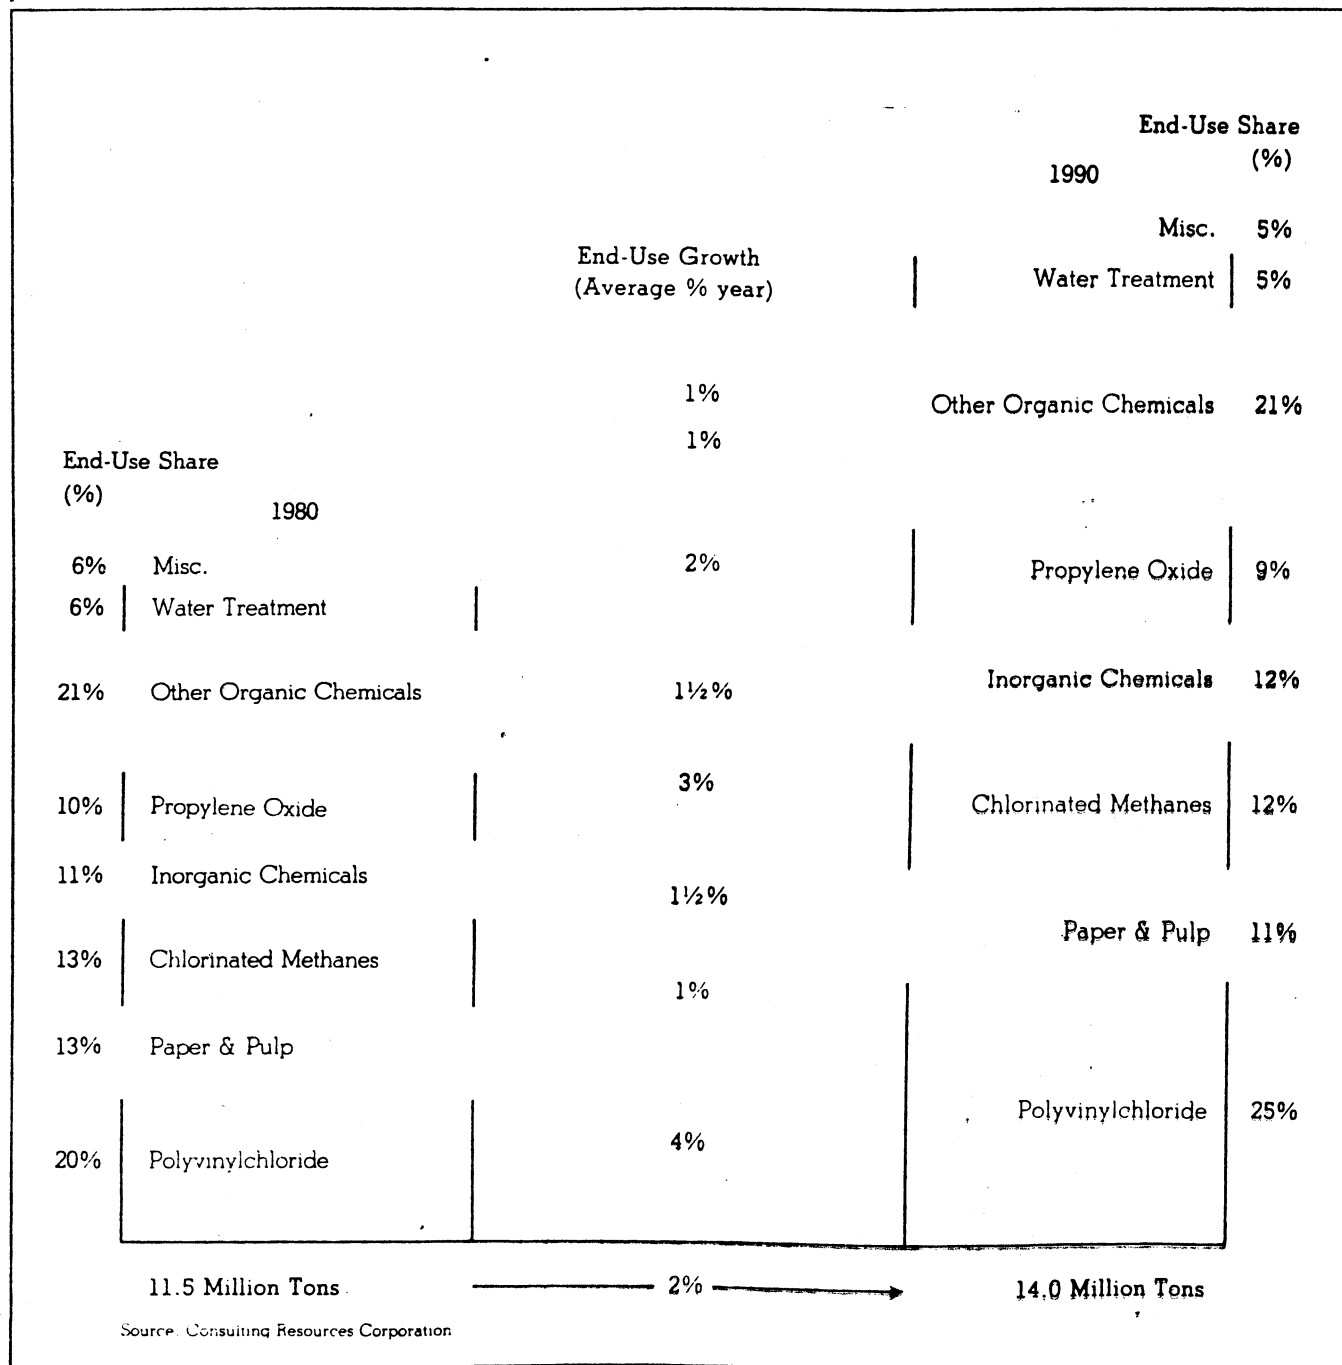 End-Use Share
(%)
1990
Misc. 5%
Water Treatment 5%
Other Organic Chemicals 21%
Propylene Oxide 9%
Inorganic Chemicals 12%
Chlorinated Methanes 12%
Paper & Pulp 11%
Polyvinylchloride 25%
14.0 Million Tons
End-Use Growth
(Average % year)
1%
1%
2%
1½%
3%
1½%
1%
4%
2%
End-Use Share
(%)
1980
6% Misc.
6% Water Treatment
21% Other Organic Chemicals
10% Propylene Oxide
11% Inorganic Chemicals
13% Chlorinated Methanes
13% Paper & Pulp
20% Polyvinylchloride
11.5 Million Tons
Source: Consulting Resources Corporation